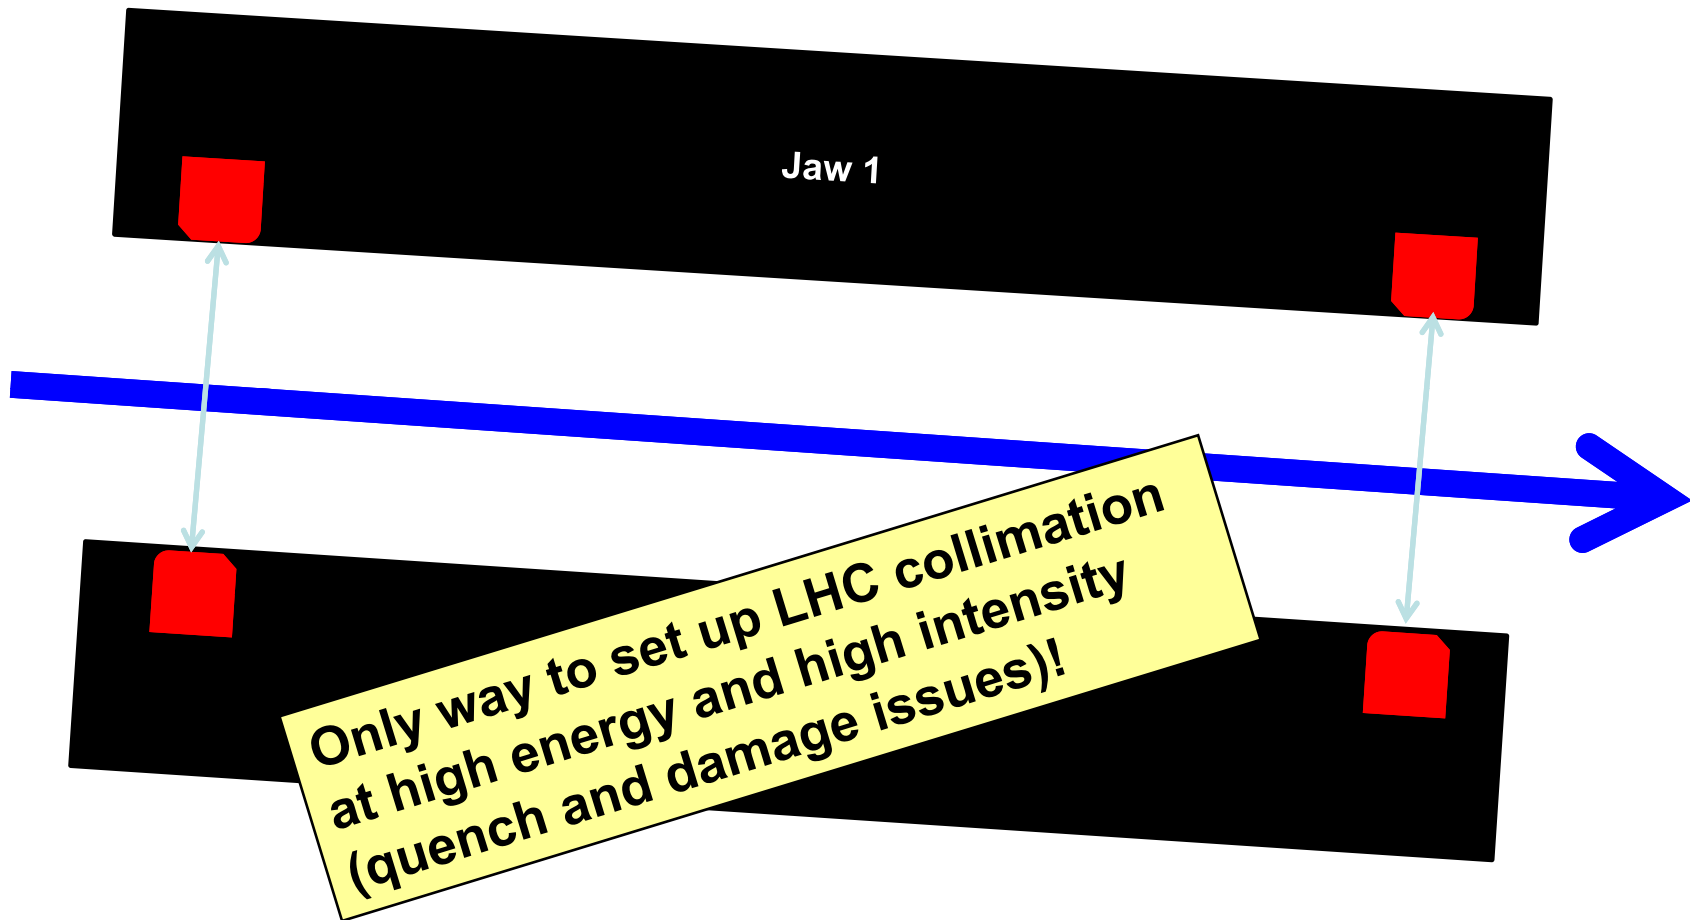 Jaw 1
Only way to set up LHC collimation
at high energy and high intensity
(quench and damage issues)!